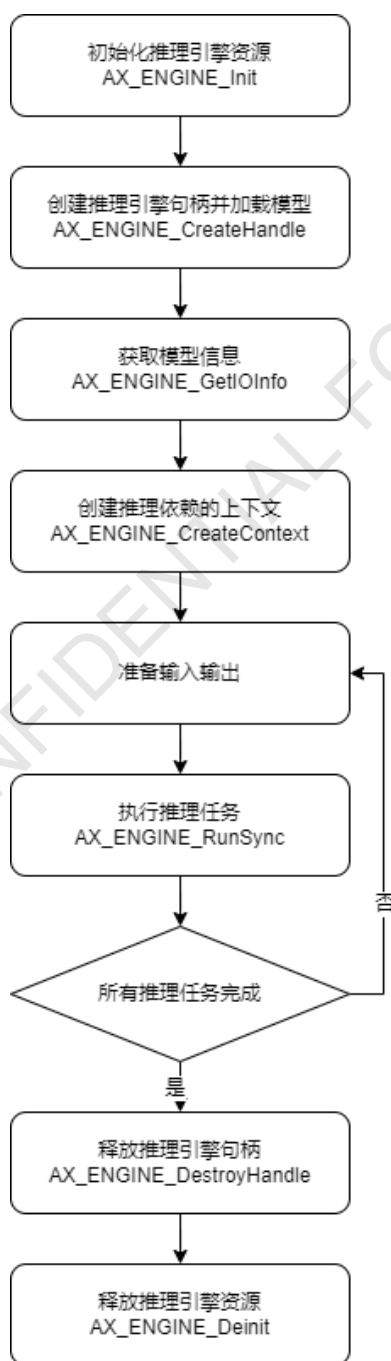 初始化推理引擎资源
AX_ENGINE_Init
创建推理引擎句柄并加载模型
AX_ENGINE_CreateHandle
获取模型信息
AX_ENGINE_GetIOInfo
创建推理依赖的上下文
AX_ENGINE_CreateContext
准备输入输出
执行推理任务
AX_ENGINE_RunSync
所有推理任务完成
是
释放推理引擎句柄
AX_ENGINE_DestroyHandle
释放推理引擎资源
AX_ENGINE_Deinit